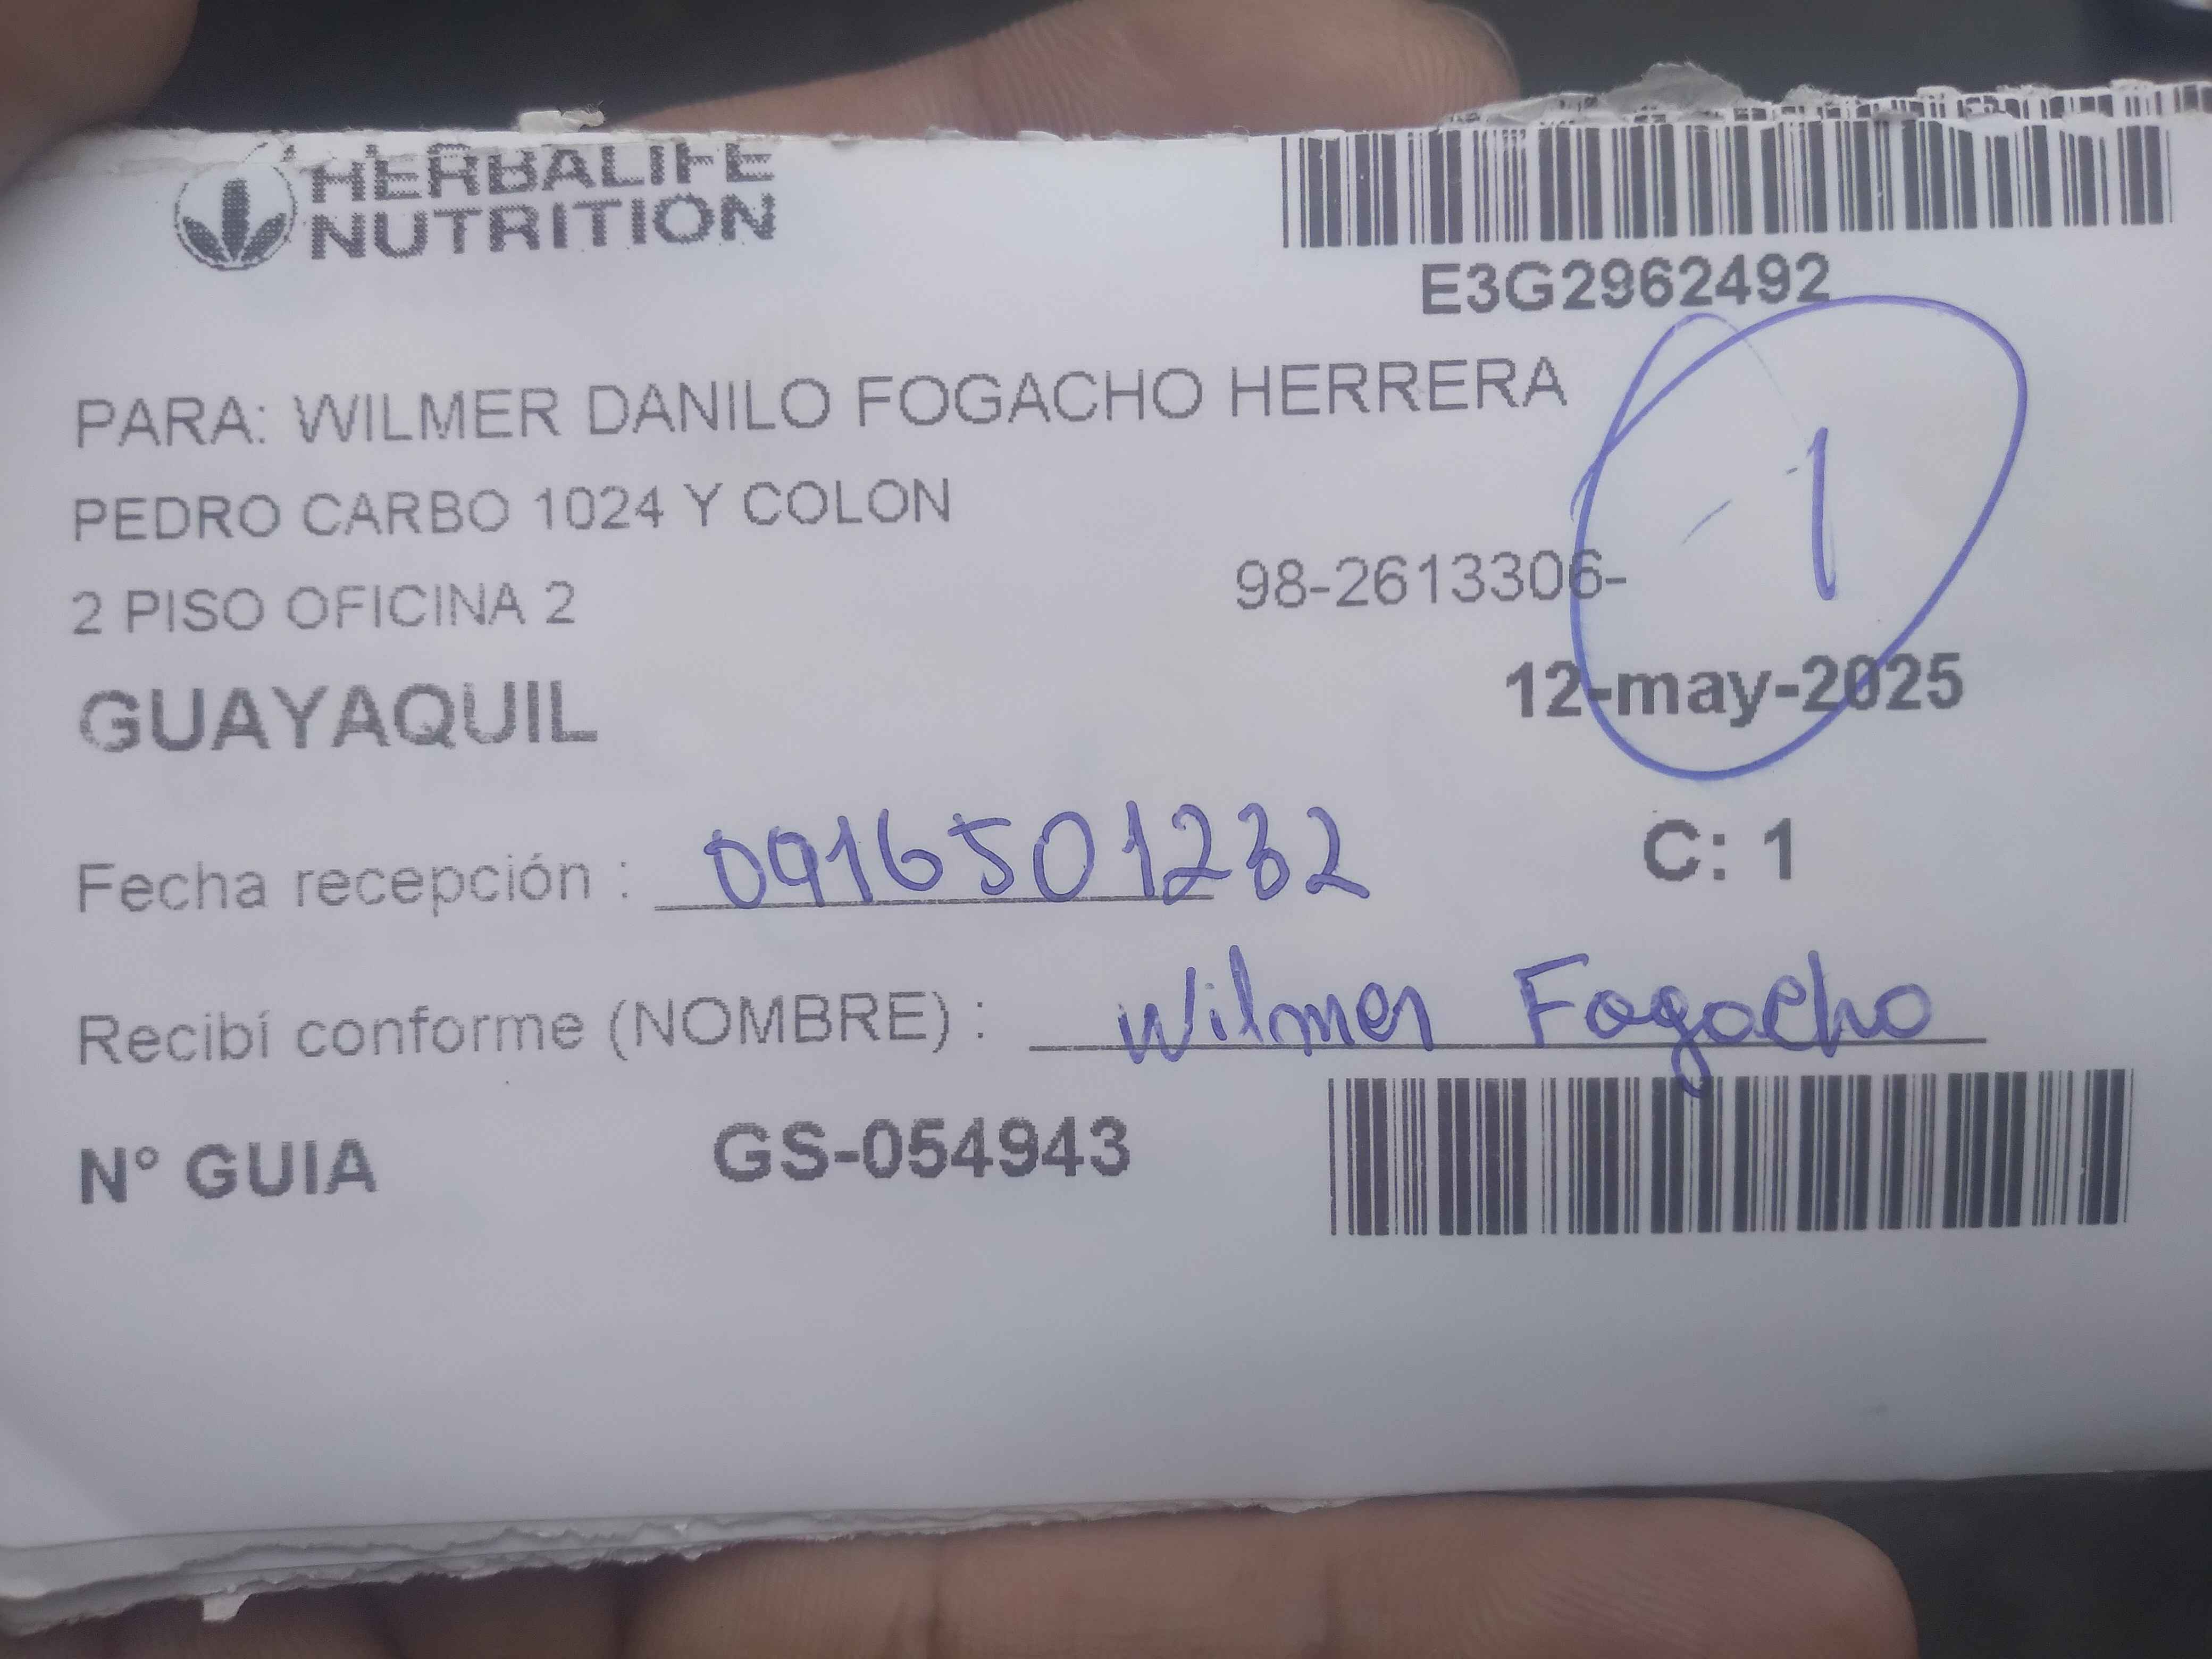 HERBALIFE
NUTRITION
E3G2962492
PARA: WILMER DANILO FOGACHO HERRERA
PEDRO CARBO 1024 Y COLON
1
2 PISO OFICINA 2
98-2613306-
GUAYAQUIL
12-may-2025
Fecha recepción : 0916501232
C: 1
Recibí conforme (NOMBRE) : Wilmer Fogacho
N° GUIA GS-054943